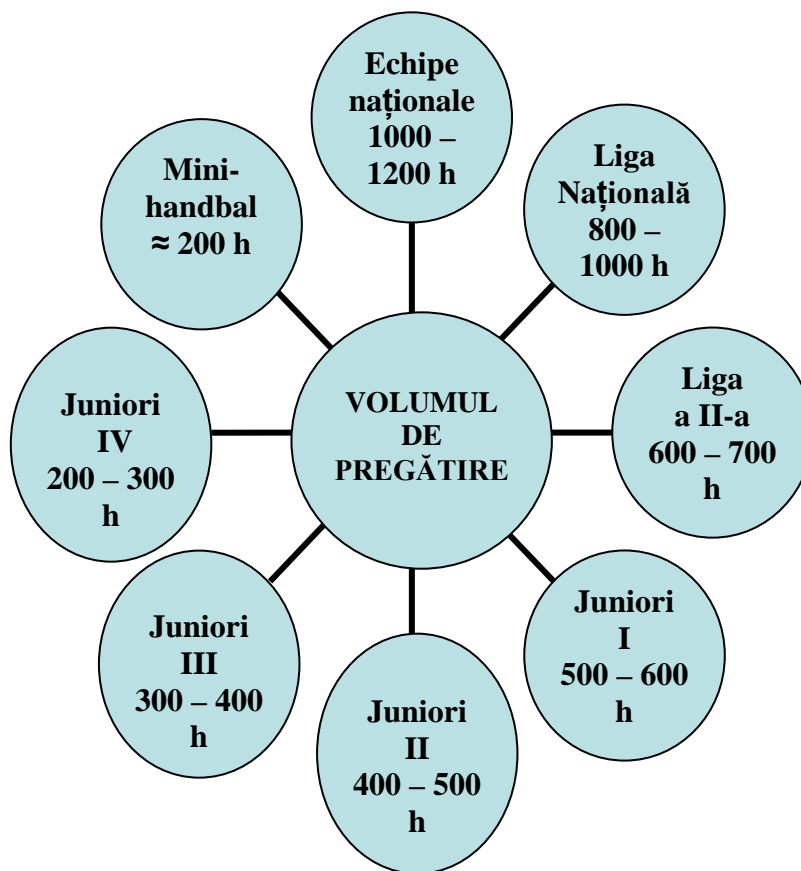 Echipe
naționale
1000 –
1200 h
Liga
Națională
800 –
1000 h
Liga
a II-a
600 – 700
h
Juniori
I
500 – 600
h
Juniori
II
400 – 500
h
Juniori
III
300 – 400
h
Juniori
IV
200 – 300
h
Mini-
handbal
≈ 200 h
VOLUMUL
DE
PREGĂTIRE